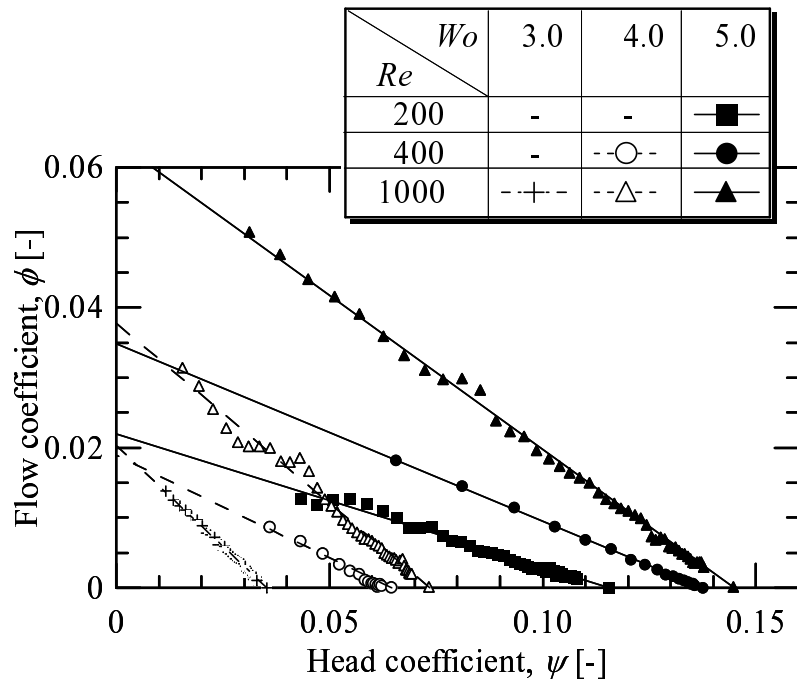 Wo 3.0 4.0 5.0
Re
200 - -
400 -
1000
0.06
0.04
0.02
0
Flow coefficient, ϕ [-]
0 0.05 0.10 0.15
Head coefficient, ψ [-]